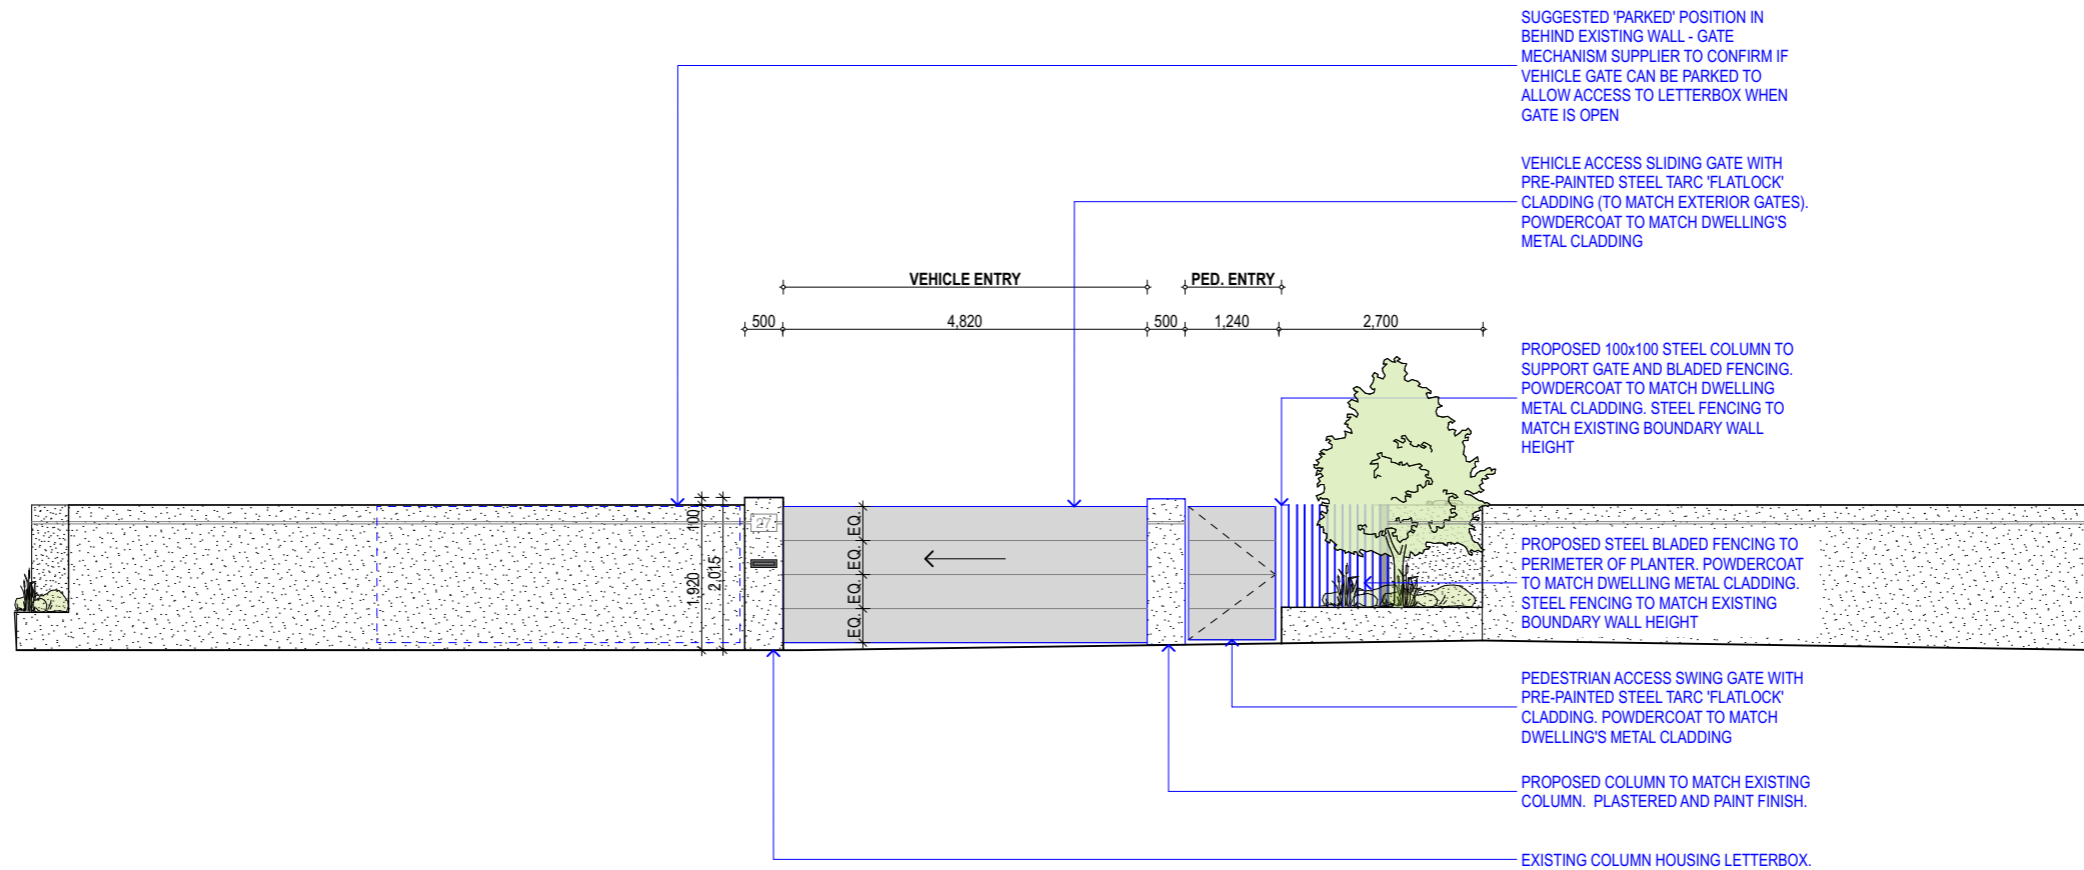 SUGGESTED 'PARKED' POSITION IN
BEHIND EXISTING WALL - GATE
MECHANISM SUPPLIER TO CONFIRM IF
VEHICLE GATE CAN BE PARKED TO
ALLOW ACCESS TO LETTERBOX WHEN
GATE IS OPEN
VEHICLE ACCESS SLIDING GATE WITH
PRE-PAINTED STEEL TARC 'FLATLOCK'
CLADDING (TO MATCH EXTERIOR GATES).
POWDERCOAT TO MATCH DWELLING'S
METAL CLADDING
VEHICLE ENTRY
PED. ENTRY
500
4,820
500
1,240
2,700
PROPOSED 100x100 STEEL COLUMN TO
SUPPORT GATE AND BLADED FENCING.
POWDERCOAT TO MATCH DWELLING
METAL CLADDING. STEEL FENCING TO
MATCH EXISTING BOUNDARY WALL
HEIGHT
100
1,920
2,015
27
EQ.
EQ.
EQ.
EQ.
PROPOSED STEEL BLADED FENCING TO
PERIMETER OF PLANTER. POWDERCOAT
TO MATCH DWELLING METAL CLADDING.
STEEL FENCING TO MATCH EXISTING
BOUNDARY WALL HEIGHT
PEDESTRIAN ACCESS SWING GATE WITH
PRE-PAINTED STEEL TARC 'FLATLOCK'
CLADDING. POWDERCOAT TO MATCH
DWELLING'S METAL CLADDING
PROPOSED COLUMN TO MATCH EXISTING
COLUMN. PLASTERED AND PAINT FINISH.
EXISTING COLUMN HOUSING LETTERBOX.